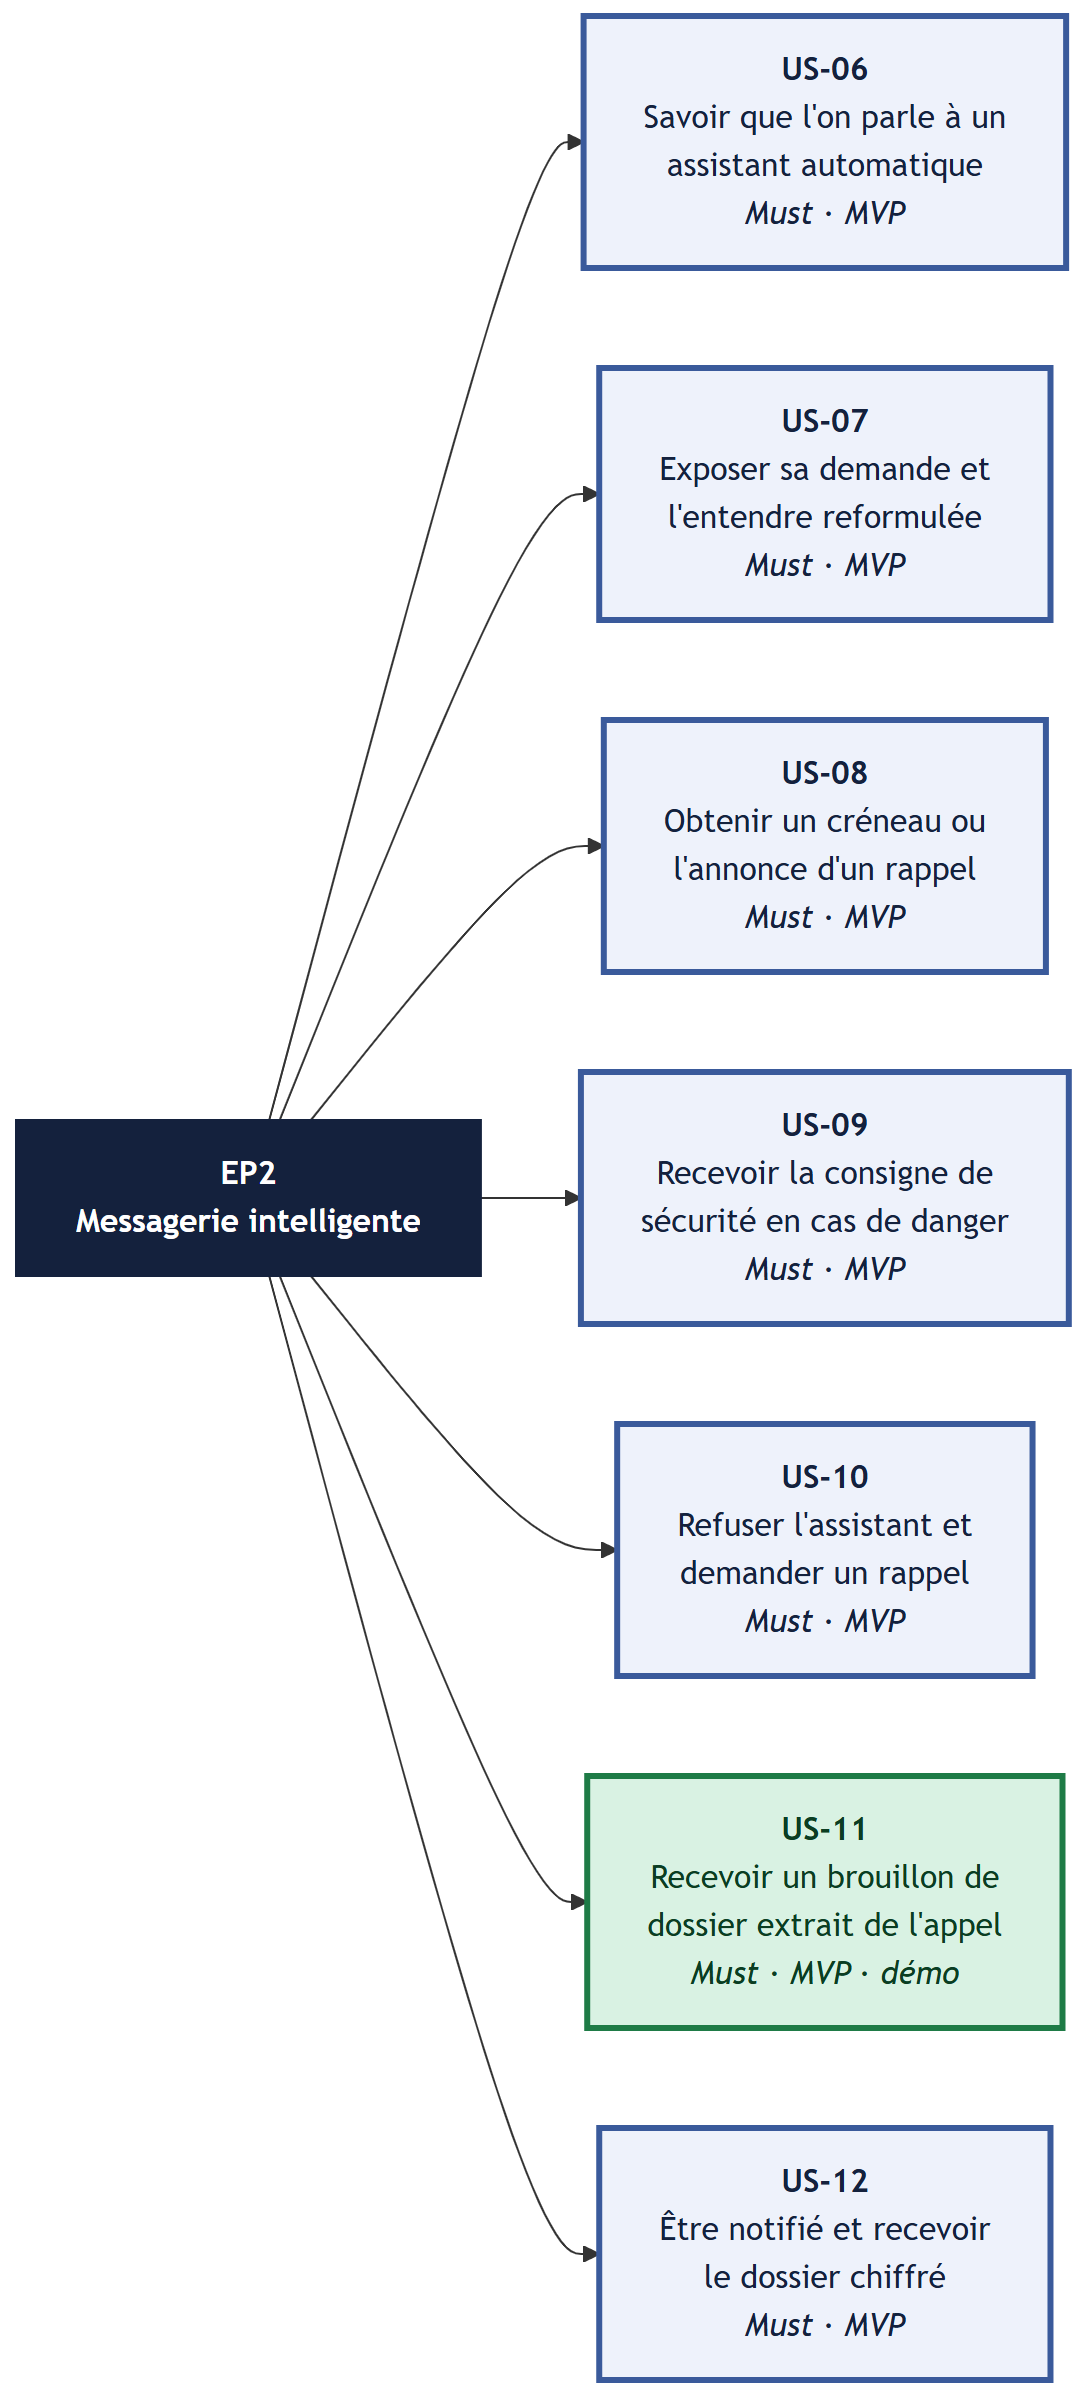 US-06
Savoir que l'on parle à un
assistant automatique
Must · MVP
US-07
Exposer sa demande et
l'entendre reformulée
Must · MVP
US-08
Obtenir un créneau ou
l'annonce d'un rappel
Must · MVP
EP2
Messagerie intelligente
US-09
Recevoir la consigne de
sécurité en cas de danger
Must · MVP
US-10
Refuser l'assistant et
demander un rappel
Must · MVP
US-11
Recevoir un brouillon de
dossier extrait de l'appel
Must · MVP · démo
US-12
Être notifié et recevoir
le dossier chiffré
Must · MVP